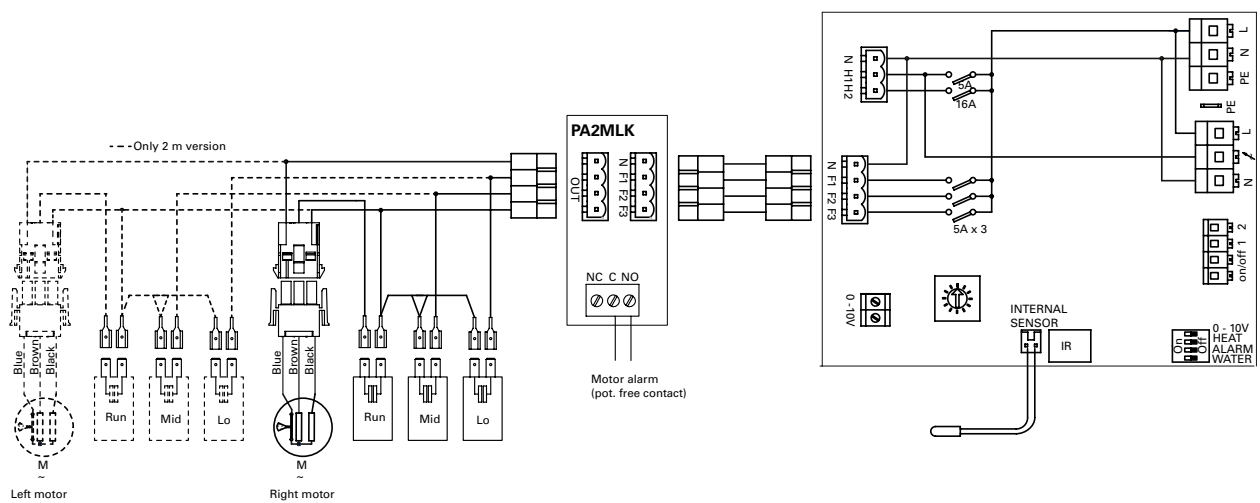 PA2MLK
---- Only 2 m version
OUT
N F1 F2 F3
NC C NO
Motor alarm
(pot. free contact)
Blue
Brown
Black
Run
Mid
Lo
M
~
Left motor
Blue
Brown
Black
Run
Mid
Lo
M
~
Right motor
N H1H2
5A
16A
N F1 F2 F3
5A x 3
0 -10V
INTERNAL
SENSOR
IR
L
N
PE
PE
L
N
on/off 1 2
On
Off
0 - 10V
HEAT
ALARM
WATER